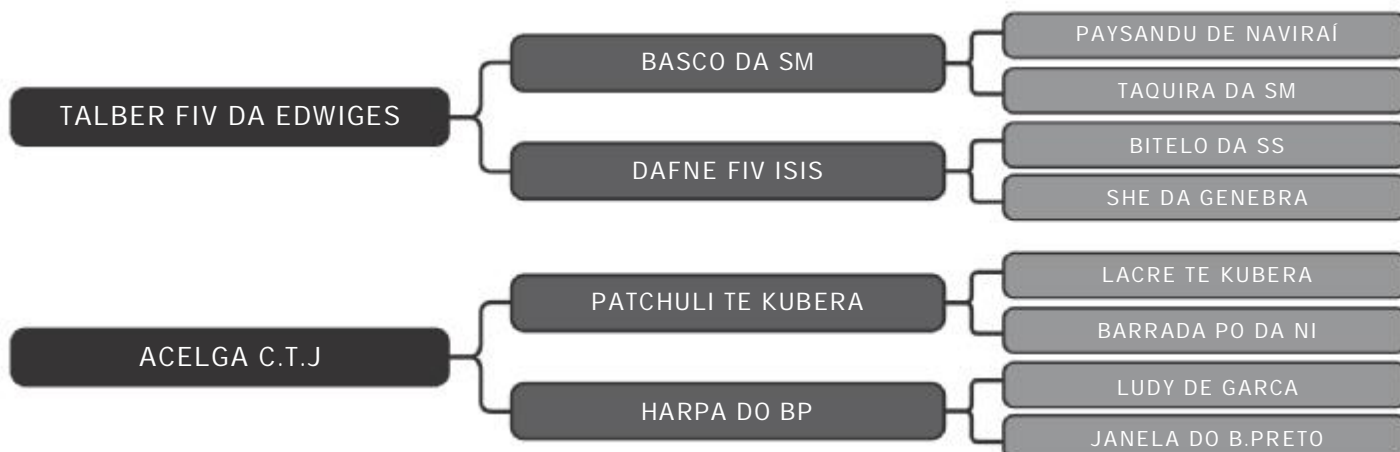 TALBER FIV DA EDWIGES
BASCO DA SM
PAYSANDU DE NAVIRAÍ
TAQUIRA DA SM
DAFNE FIV ISIS
BITELO DA SS
SHE DA GENEBRA
ACELGA C.T.J
PATCHULI TE KUBERA
LACRE TE KUBERA
BARRADA PO DA NI
HARPA DO BP
LUDY DE GARCA
JANELA DO B.PRETO